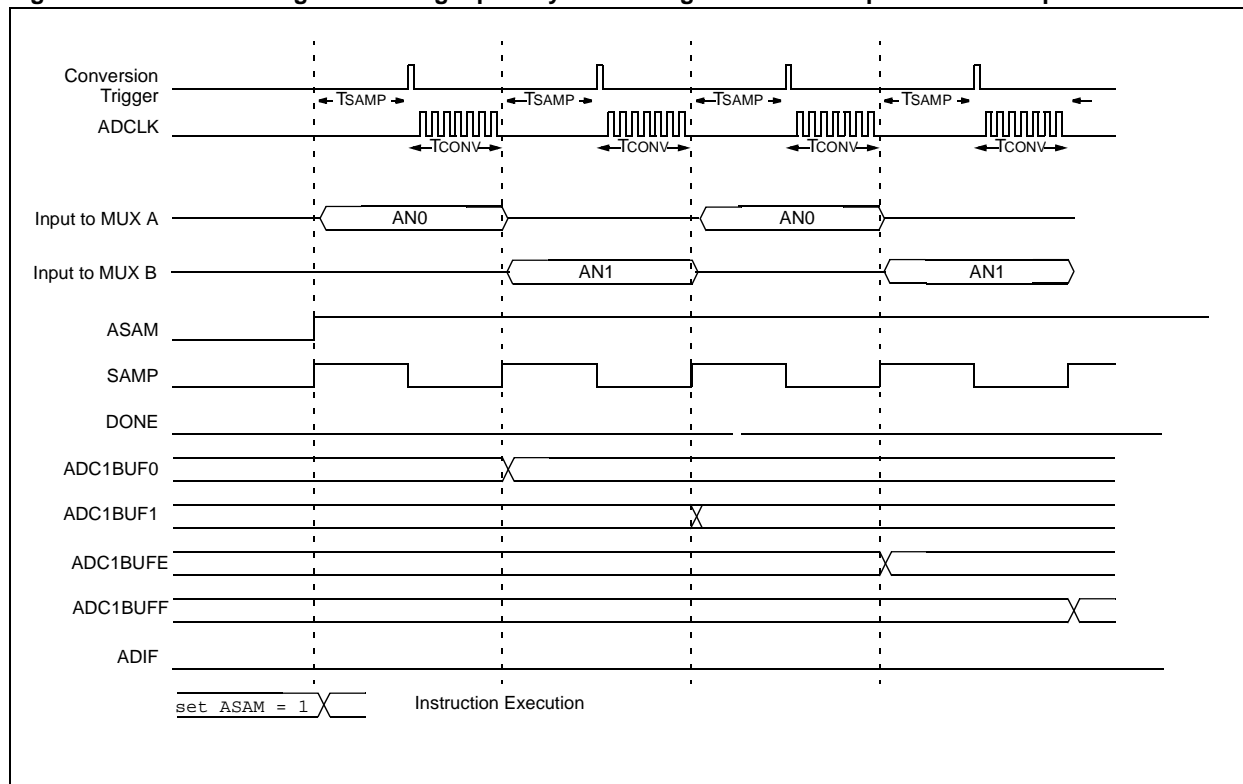 Conversion
Trigger
TSAMP TSAMP TSAMP TSAMP
ADCLK
TCONV TCONV TCONV TCONV
Input to MUX A
AN0 AN0
Input to MUX B
AN1 AN1
ASAM
SAMP
DONE
ADC1BUF0
ADC1BUF1
ADC1BUFE
ADC1BUFF
ADIF
set ASAM = 1 Instruction Execution